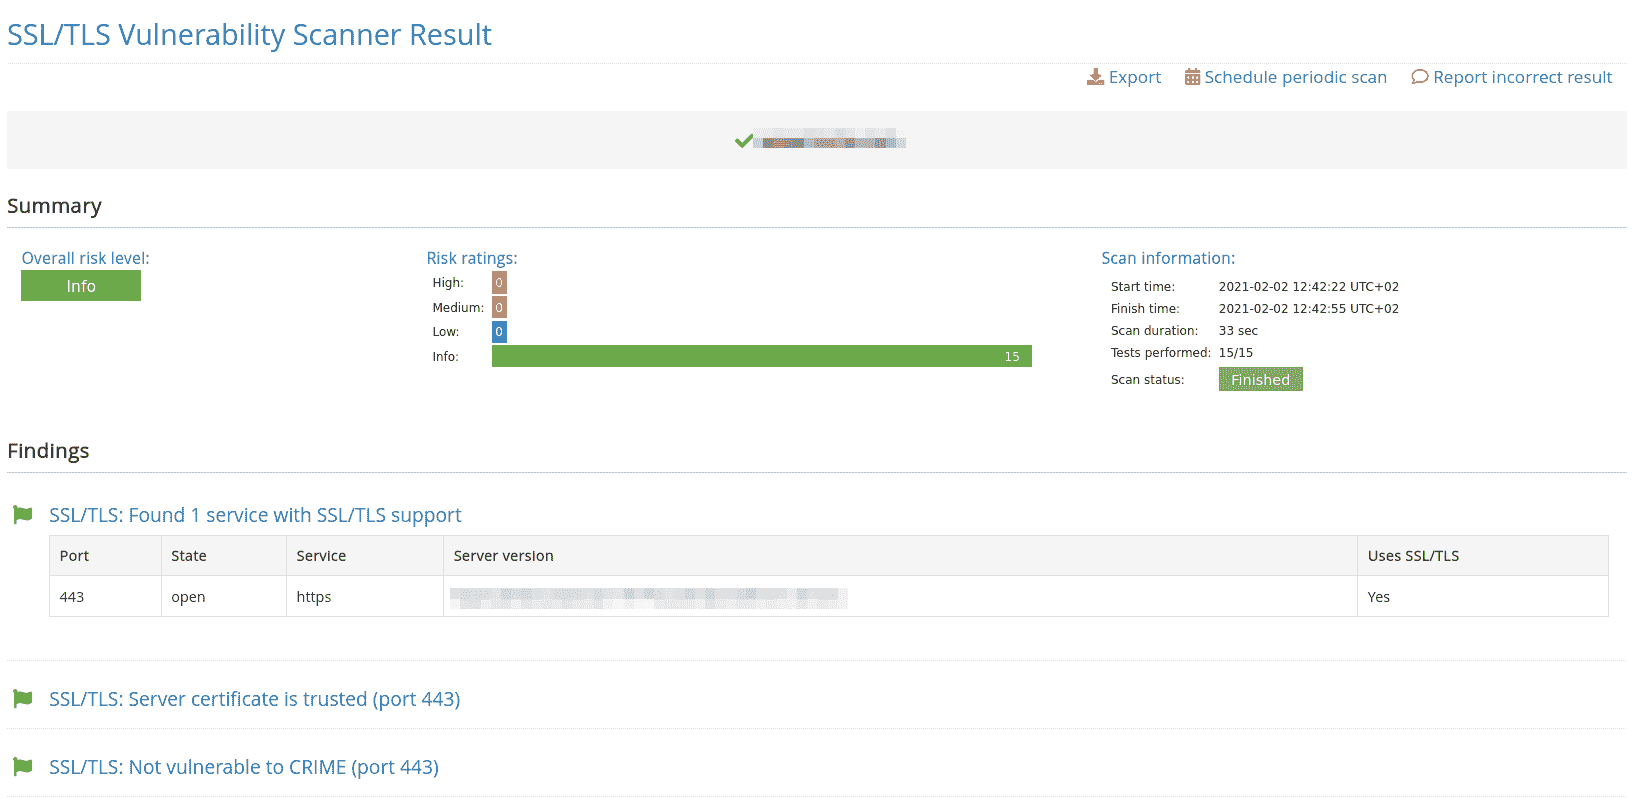 SSL/TLS Vulnerability Scanner Result
Export Schedule periodic scan Report incorrect result
Summary
Overall risk level:
Info
Risk ratings:
High: 0
Medium: 0
Low: 0
Info: 15
Scan information:
Start time: 2021-02-02 12:42:22 UTC+02
Finish time: 2021-02-02 12:42:55 UTC+02
Scan duration: 33 sec
Tests performed: 15/15
Scan status: Finished
Findings
SSL/TLS: Found 1 service with SSL/TLS support
Port State Service Server version Uses SSL/TLS
443 open https Yes
SSL/TLS: Server certificate is trusted (port 443)
SSL/TLS: Not vulnerable to CRIME (port 443)